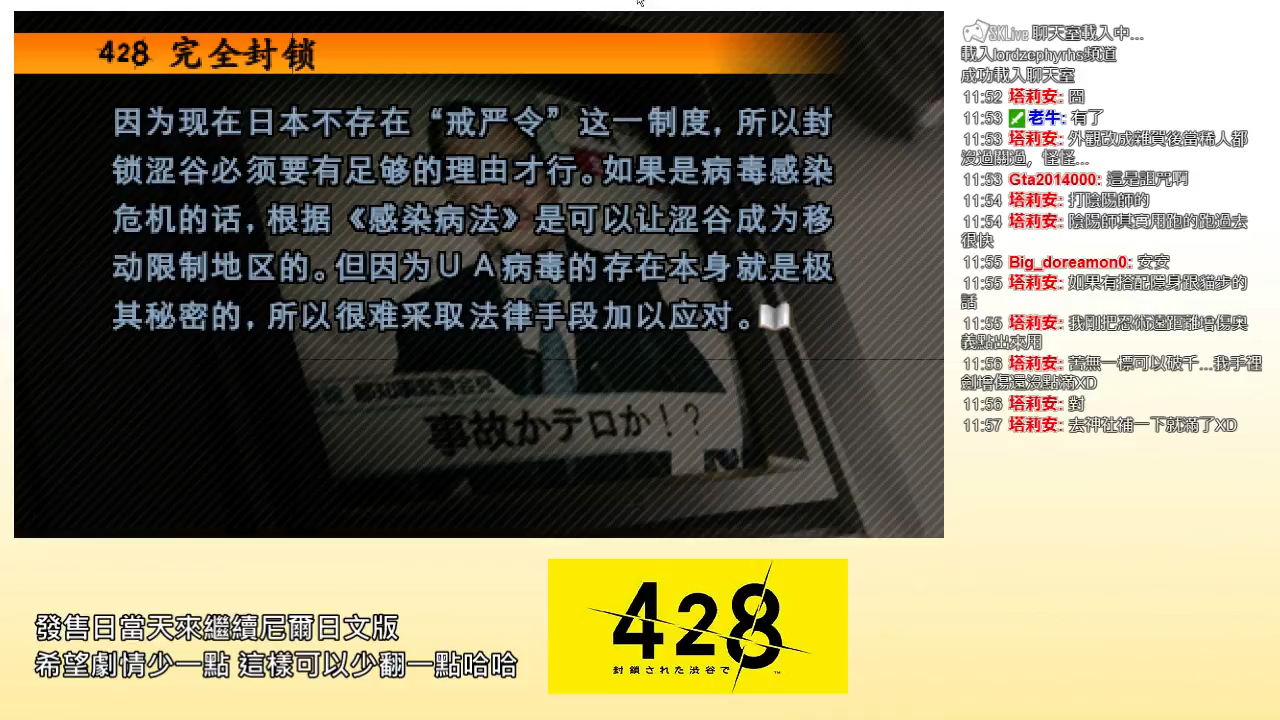 428 完全封锁
因为现在日本不存在“戒严令”这一制度，所以封
锁涩谷必须要有足够的理由才行。如果是病毒感染
危机的话，根据《感染病法》是可以让涩谷成为移
动限制地区的。但因为ＵＡ病毒的存在本身就是极
其秘密的，所以很难采取法律手段加以应对。
事故かテロか！？
SKLive 聊天室載入中...
載入lordzephyrhs頻道
成功載入聊天室
11:52 塔莉安: 問
11:53 老牛: 有了
11:53 塔莉安: 外觀改成雜貨後當稀人都
沒過關過，怪怪...
11:53 Gta2014000: 這是詛咒啊
11:54 塔莉安: 打陰陽師的
11:54 塔莉安: 陰陽師其實用跑的跑過去
很快
11:55 Big_doreamon0: 安安
11:55 塔莉安: 如果有搭配隱身跟貓步的
話
11:55 塔莉安: 我剛把忍術遠距離增傷奧
義點出來用
11:56 塔莉安: 苦無一標可以破千...我手裡
劍增傷還沒點滿XD
11:56 塔莉安: 對
11:57 塔莉安: 去神社補一下就滿了XD
發售日當天來繼續尼爾日文版
希望劇情少一點 這樣可以少翻一點哈哈
428
封鎖された渋谷で